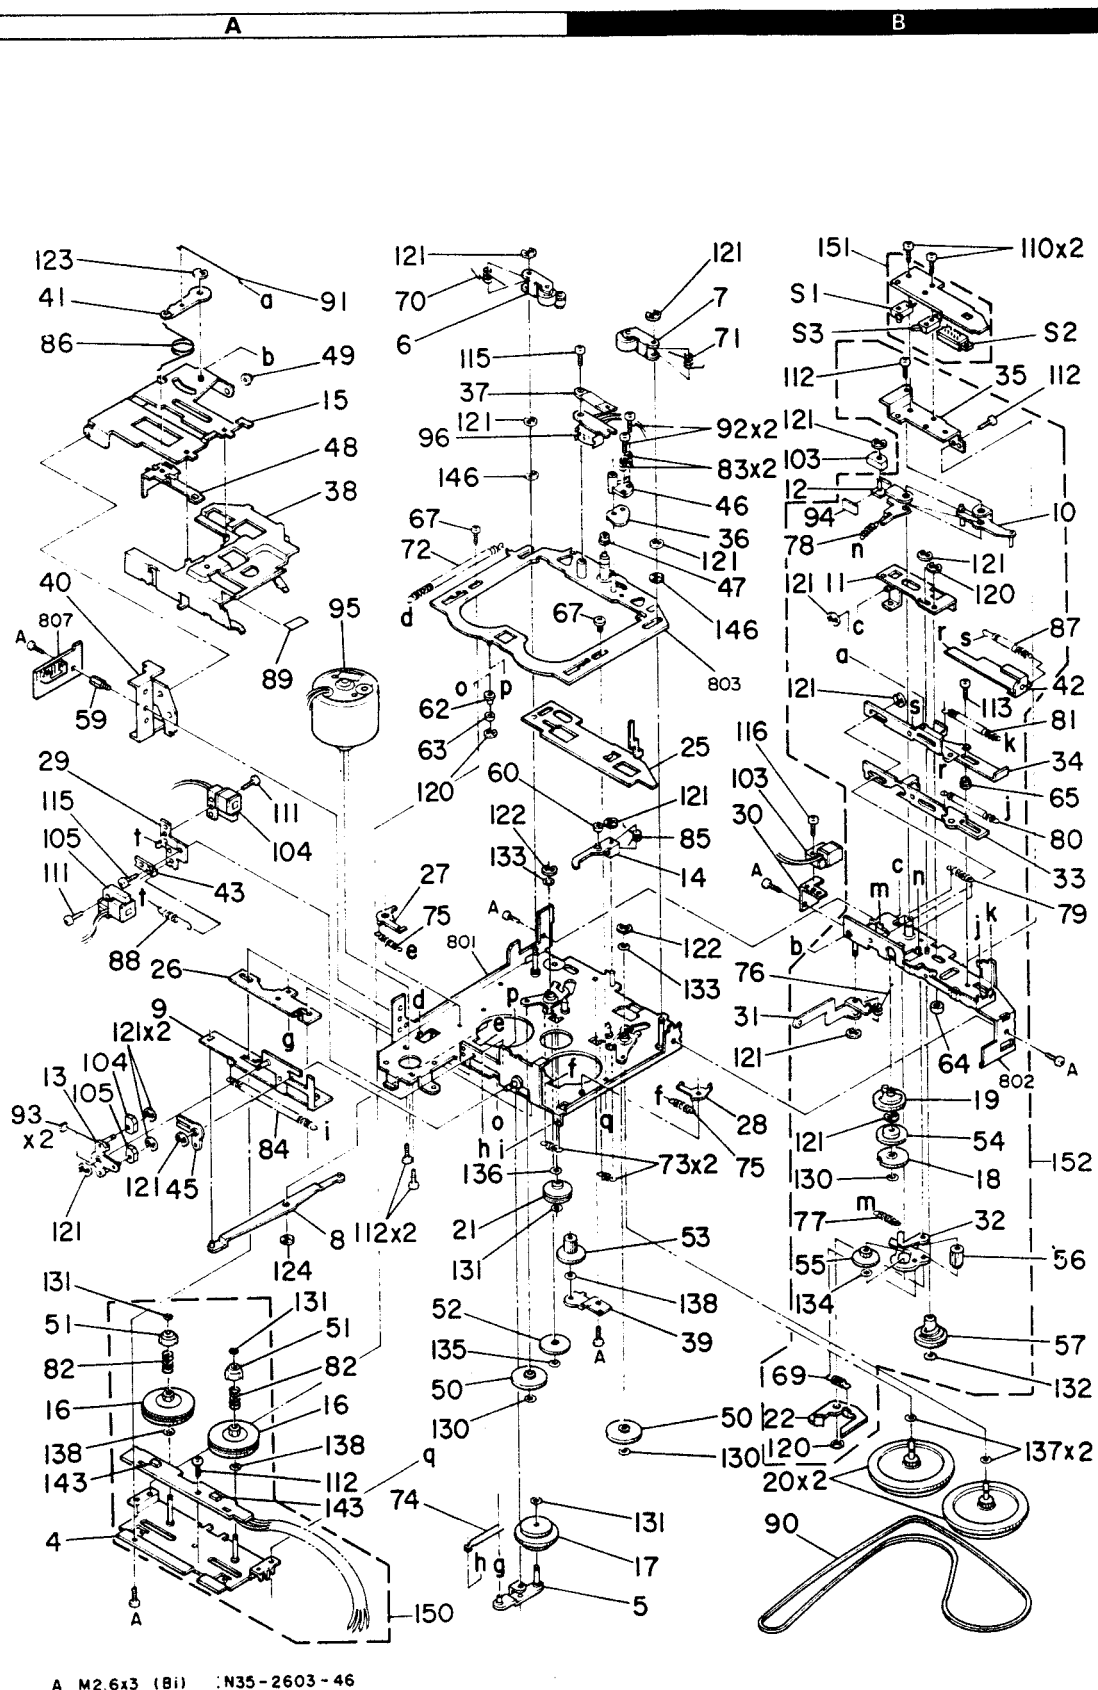 A B
123 121 121 151 110x2
41 a 91 70 7 S1
86 6 S3 S2
b 49 115 71 112 35 112
15 37
121 92x2 121
96 83x2 103
48 146 46 12
38 67 94 10
36 78 n
72 121 121
40 95 47 121 11 120
807 d 67 146 c 87
A r s
89 o p 803 a 42
59 62 121 s 113 81
63 25 116 k
29 60 r 34
115 120 121 103 65 j
105 111 122 85 30 80
t 104 133 c
111 43 27 14 A m n 33
t 75 A k 79
88 e 801 122 b j
26 d 133 76
9 p 31
121x2 g e 121 64 A
13 104 f f 802
93 105 o q 28 19
x2 84 i h i 73x2 75 121 54
136 130 18 152
121 45 21 m
121 8 112x2 53 77 32
124 131 55 56
131 131 138 134
51 51 52 39
135 A 57
82 82 50 69 132
16 16 130 50 22
138 138 q 130 120 137x2
143 112 20x2
143 74 131 90
4 h g 17
A 150 5
A M2.6x3 (Bi) :N35-2603-46